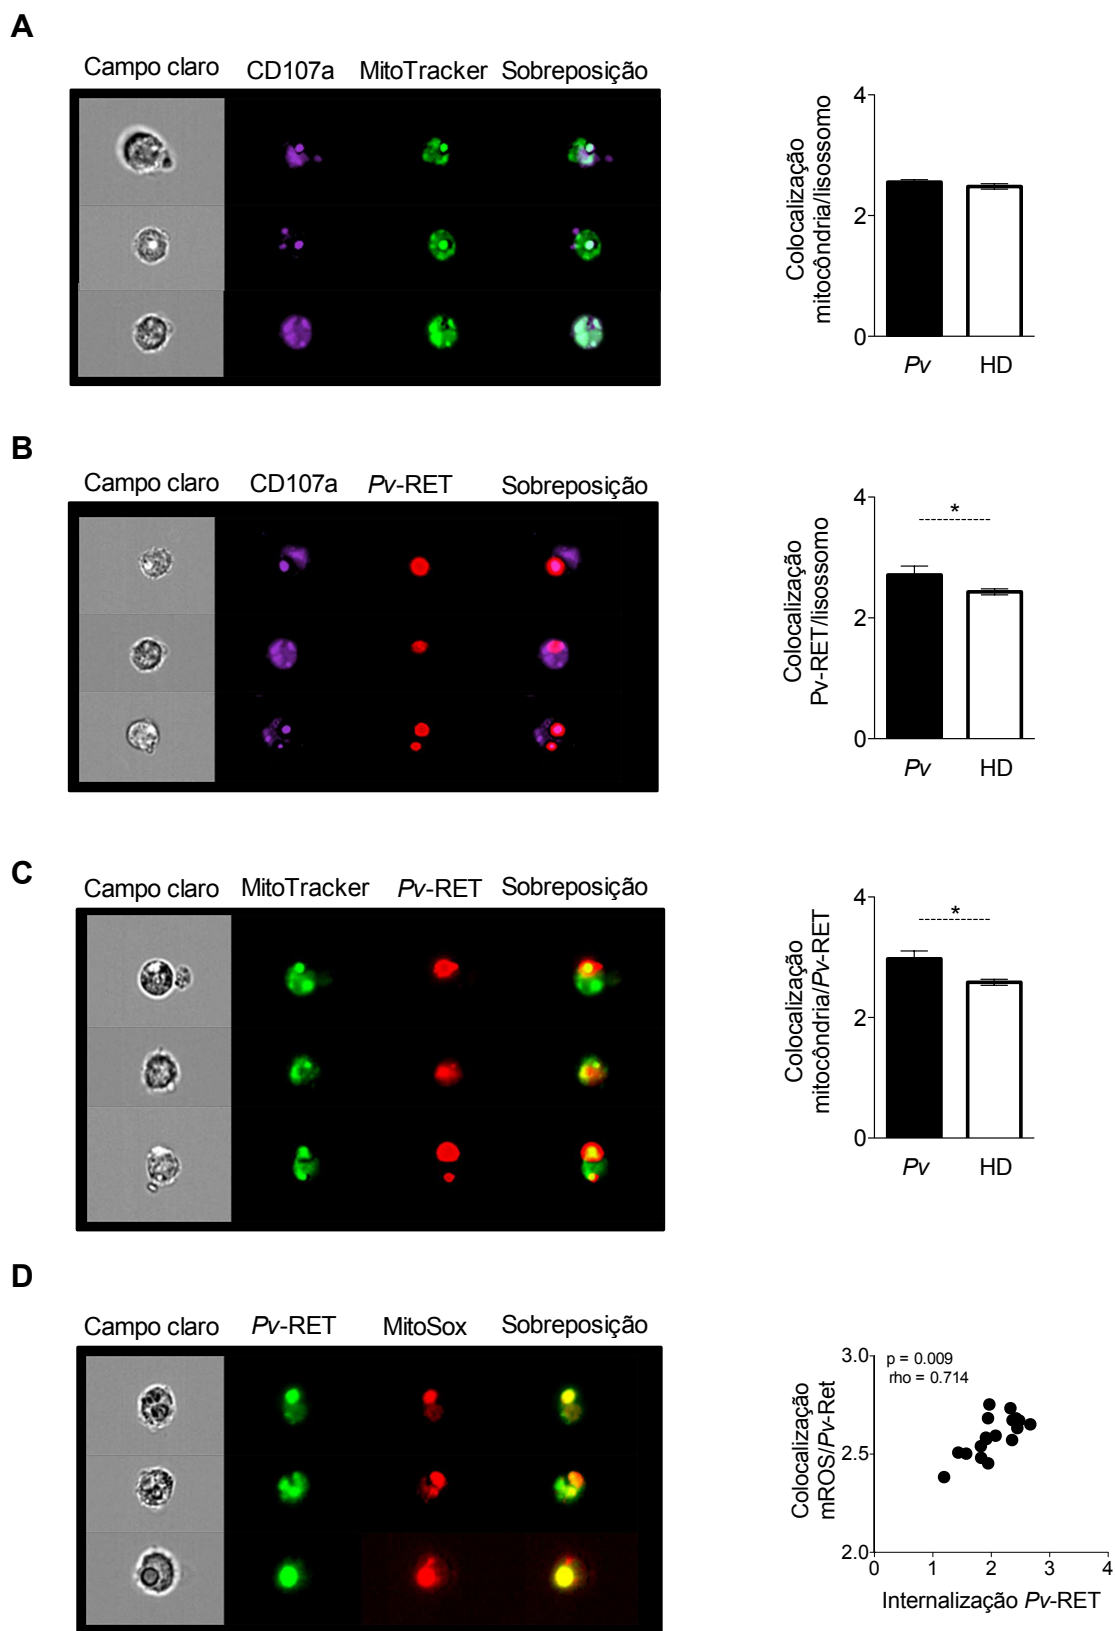 A
Campo claro CD107a MitoTracker Sobreposição
Colocalização
mitocôndria/lisossomo
4
2
0
Pv HD
B
Campo claro CD107a Pv-RET Sobreposição
Colocalização
Pv-RET/lisossomo
4
2
0
*
Pv HD
C
Campo claro MitoTracker Pv-RET Sobreposição
Colocalização
mitocôndria/Pv-RET
4
2
0
*
Pv HD
D
Campo claro Pv-RET MitoSox Sobreposição
Colocalização
mROS/Pv-Ret
3.0
2.5
2.0
p = 0.009
rho = 0.714
0 1 2 3 4
Internalização Pv-RET